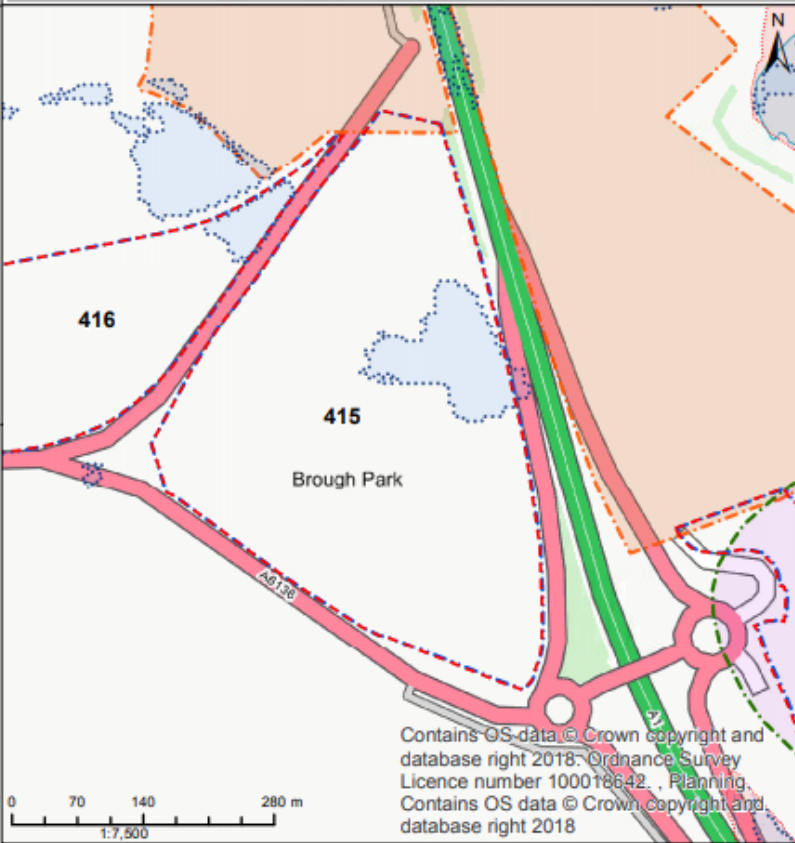 N
416
415
Brough Park
A6136
A1
Contains OS data © Crown copyright and
database right 2018. Ordnance Survey
Licence number 100018642. , Planning
Contains OS data © Crown copyright and
database right 2018
0 70 140 280 m
1:7,500